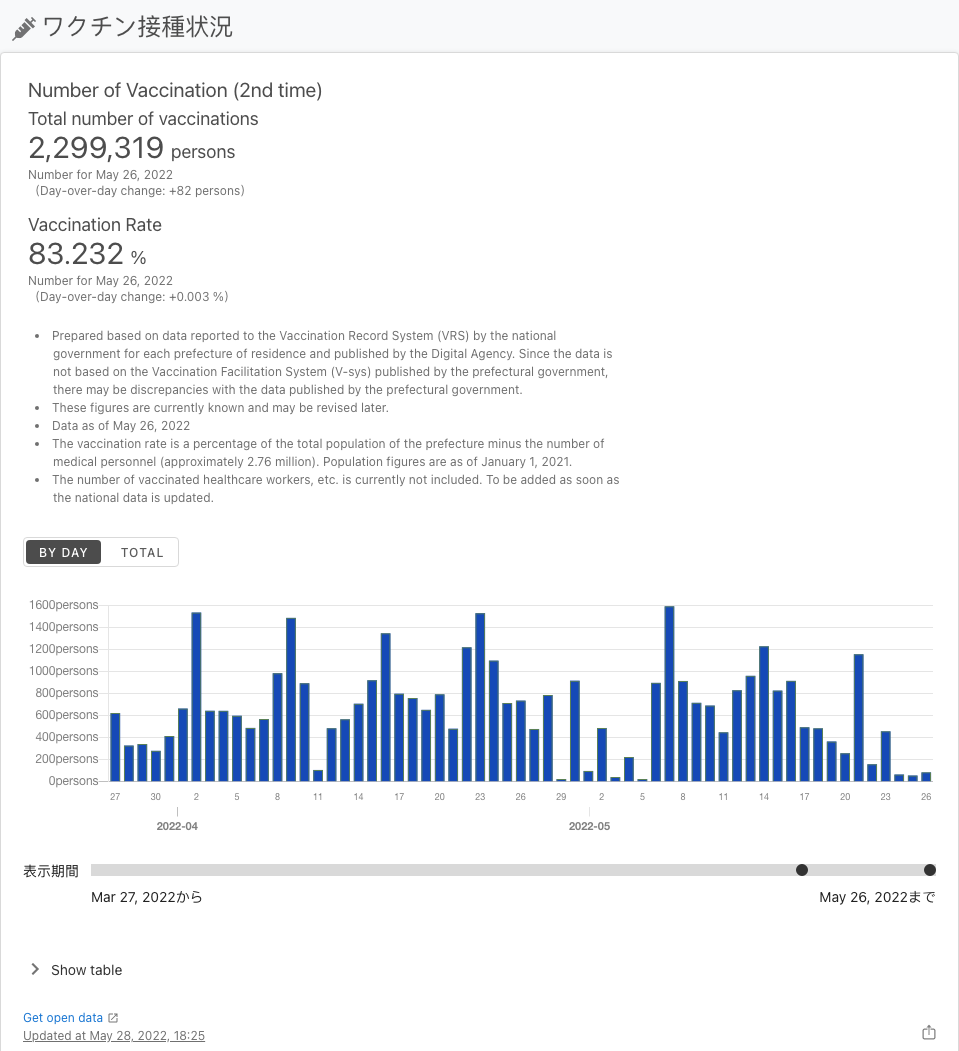 ワクチン接種状況
Number of Vaccination (2nd time)
Total number of vaccinations
2,299,319 persons
Number for May 26, 2022
(Day-over-day change: +82 persons)
Vaccination Rate
83.232 %
Number for May 26, 2022
(Day-over-day change: +0.003 %)
• Prepared based on data reported to the Vaccination Record System (VRS) by the national
government for each prefecture of residence and published by the Digital Agency. Since the data is
not based on the Vaccination Facilitation System (V-sys) published by the prefectural government,
there may be discrepancies with the data published by the prefectural government.
• These figures are currently known and may be revised later.
• Data as of May 26, 2022
• The vaccination rate is a percentage of the total population of the prefecture minus the number of
medical personnel (approximately 2.76 million). Population figures are as of January 1, 2021.
• The number of vaccinated healthcare workers, etc. is currently not included. To be added as soon as
the national data is updated.
BY DAY TOTAL
1600persons
1400persons
1200persons
1000persons
800persons
600persons
400persons
200persons
0persons
27 30 2 5 8 11 14 17 20 23 26 29 2 5 8 11 14 17 20 23 26
2022-04 2022-05
表示期間
Mar 27, 2022から May 26, 2022まで
Show table
Get open data
Updated at May 28, 2022, 18:25